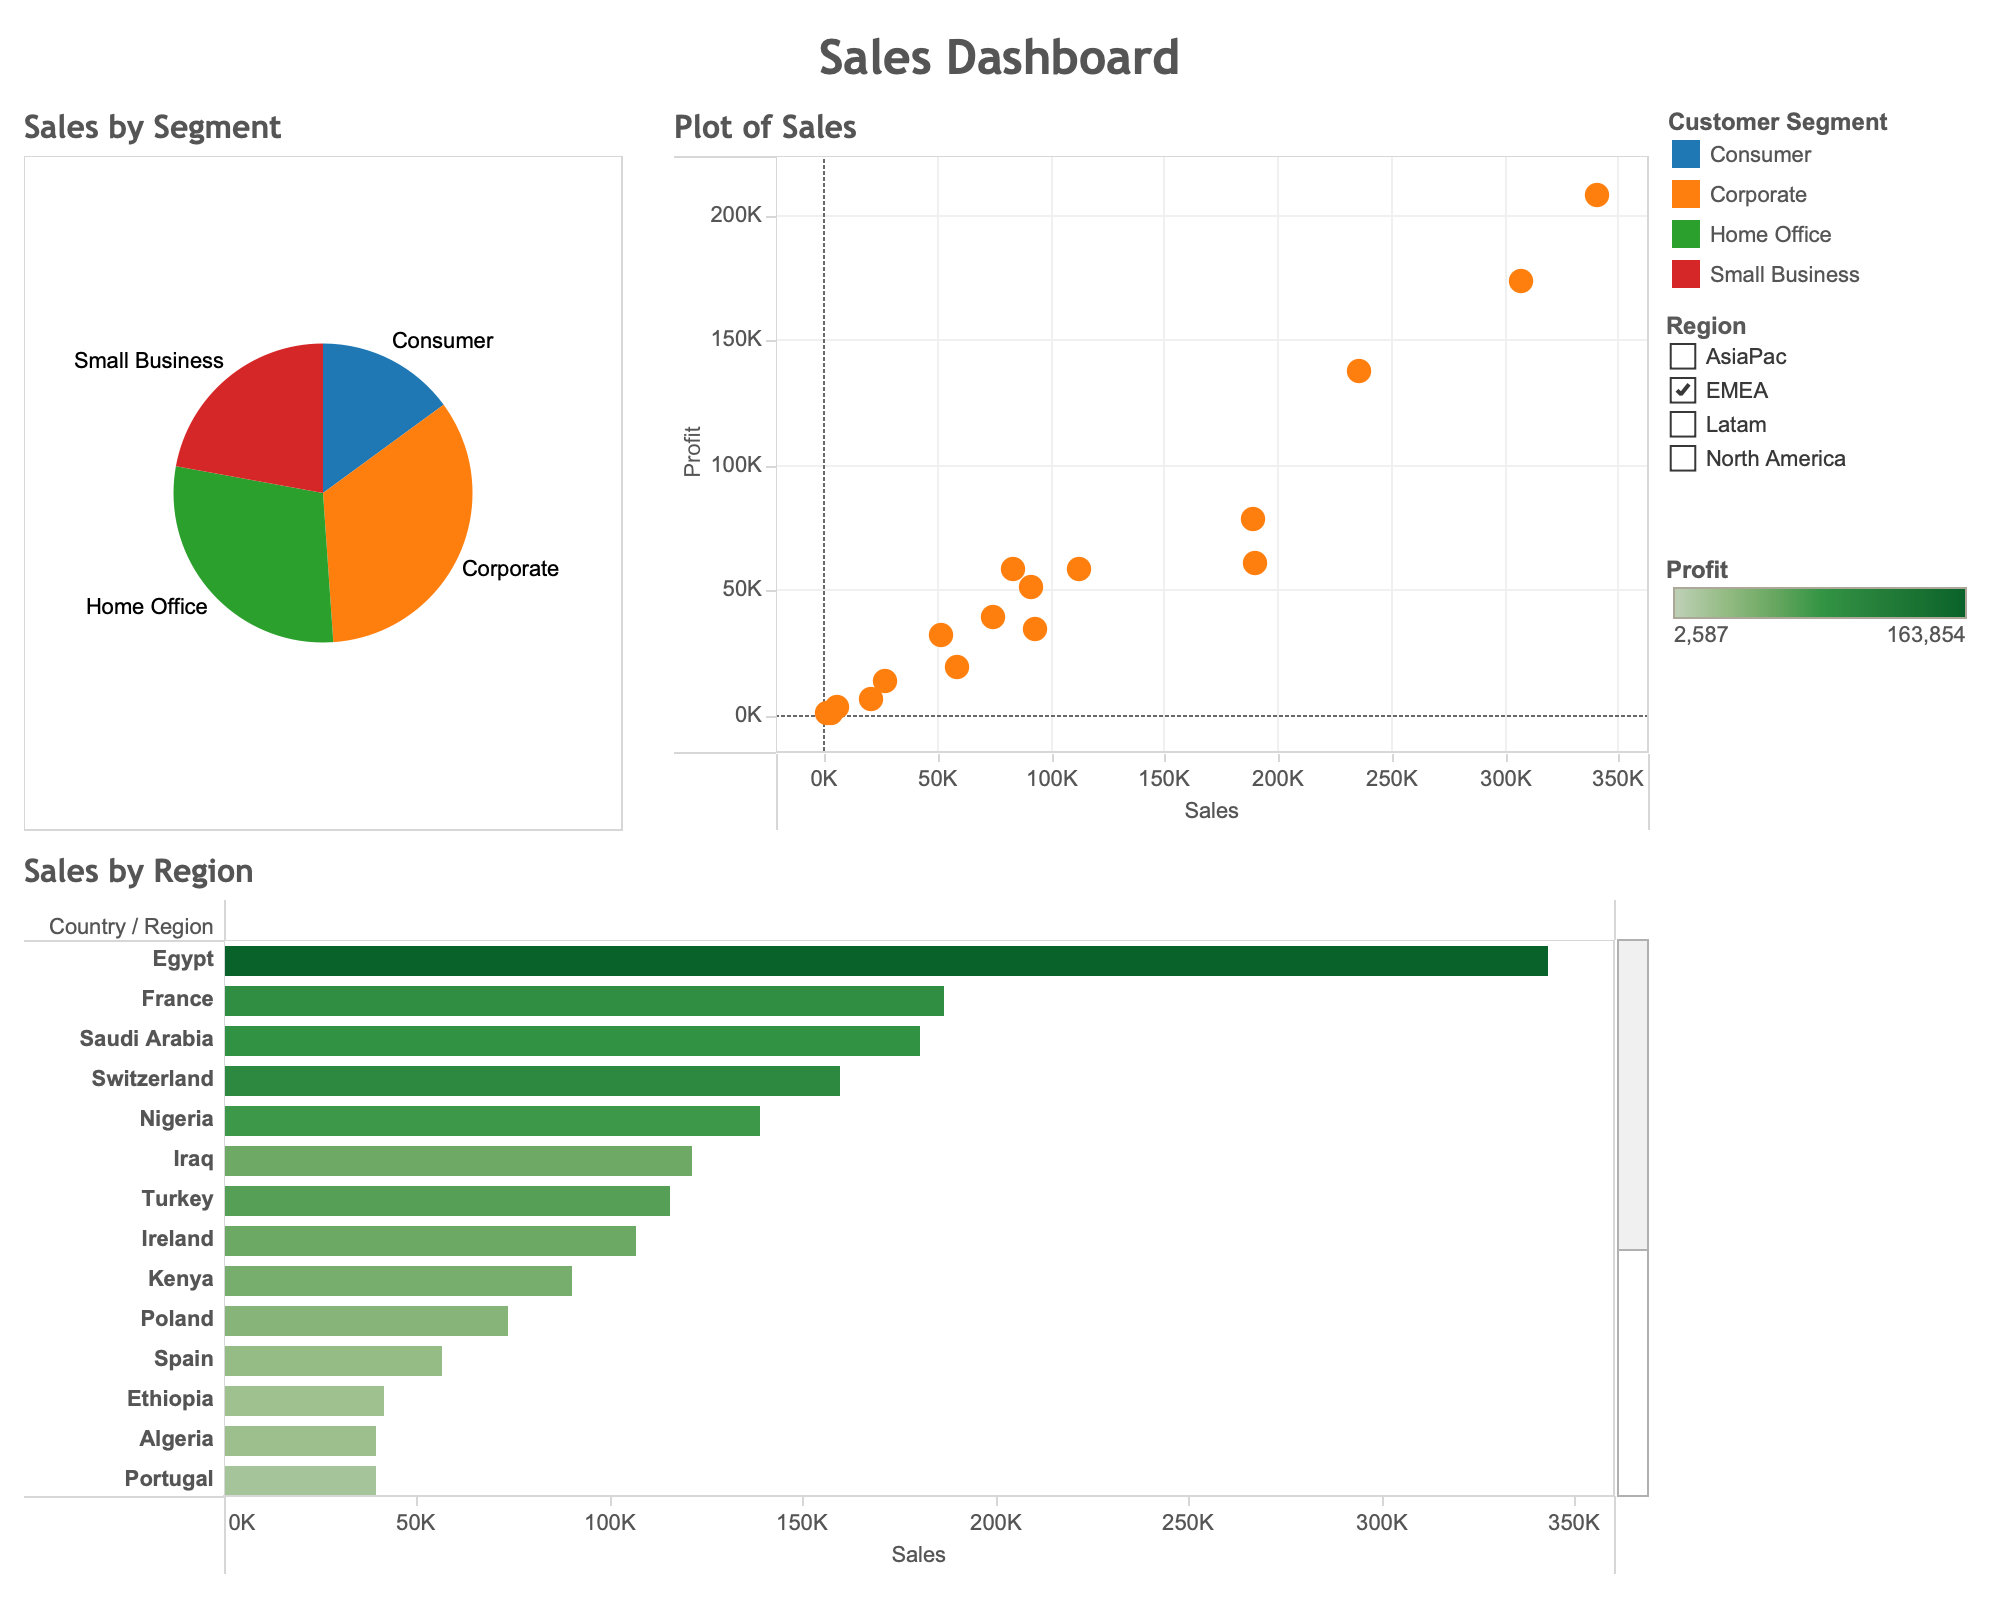 Sales Dashboard
Sales by Segment
Small Business
Consumer
Corporate
Home Office
Plot of Sales
Profit
200K
150K
100K
50K
0K
0K 50K 100K 150K 200K 250K 300K 350K
Sales
Customer Segment
Consumer
Corporate
Home Office
Small Business
Region
AsiaPac
EMEA
Latam
North America
Profit
2,587 163,854
Sales by Region
Country / Region
Egypt
France
Saudi Arabia
Switzerland
Nigeria
Iraq
Turkey
Ireland
Kenya
Poland
Spain
Ethiopia
Algeria
Portugal
0K 50K 100K 150K 200K 250K 300K 350K
Sales